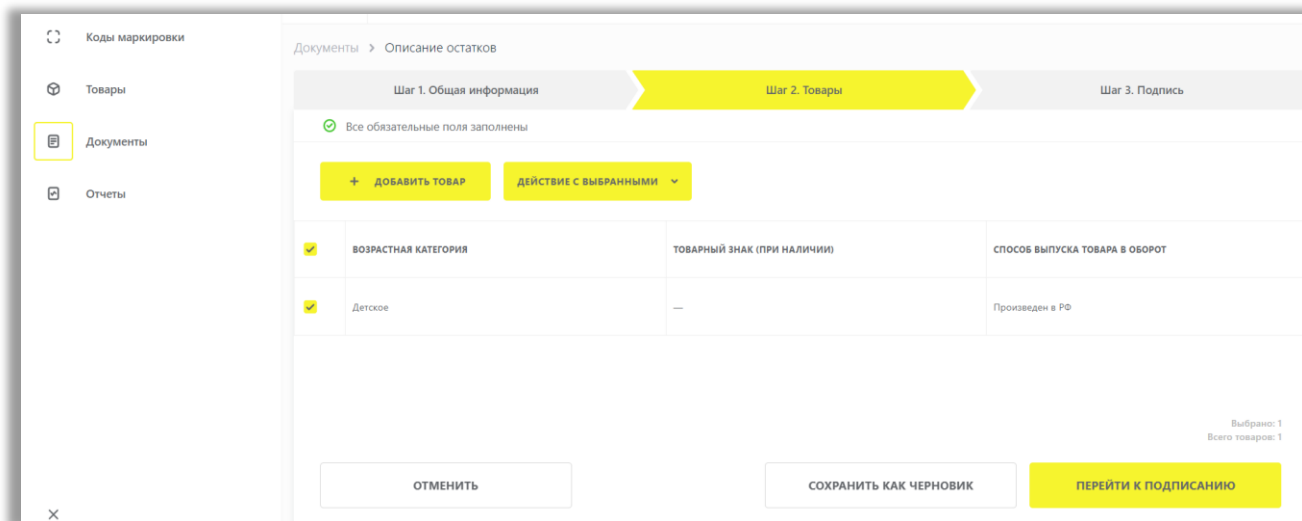 Коды маркировки
Товары
Документы
Отчеты
Документы > Описание остатков
Шаг 1. Общая информация
Шаг 2. Товары
Шаг 3. Подпись
Все обязательные поля заполнены
+ ДОБАВИТЬ ТОВАР
ДЕЙСТВИЕ С ВЫБРАННЫМИ
ВОЗРАСТНАЯ КАТЕГОРИЯ
ТОВАРНЫЙ ЗНАК (ПРИ НАЛИЧИИ)
СПОСОБ ВЫПУСКА ТОВАРА В ОБОРОТ
Детское
—
Произведен в РФ
Выбрано: 1
Всего товаров: 1
ОТМЕНИТЬ
СОХРАНИТЬ КАК ЧЕРНОВИК
ПЕРЕЙТИ К ПОДПИСАНИЮ